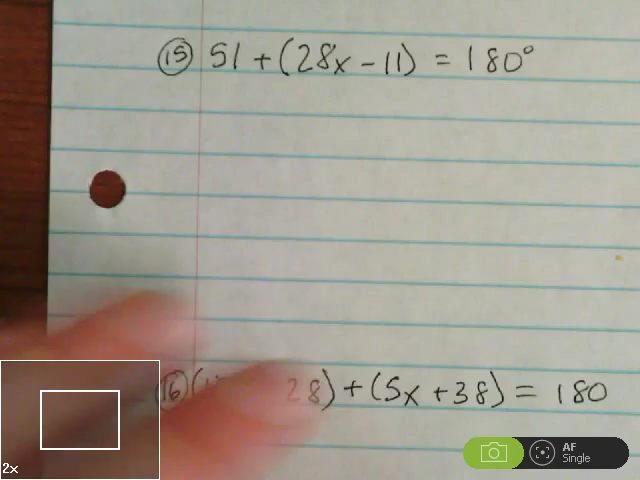 (15) 51 + (28x - 11) = 180°
(16) ( 28) + (5x + 38) = 180
AF
Single
2x